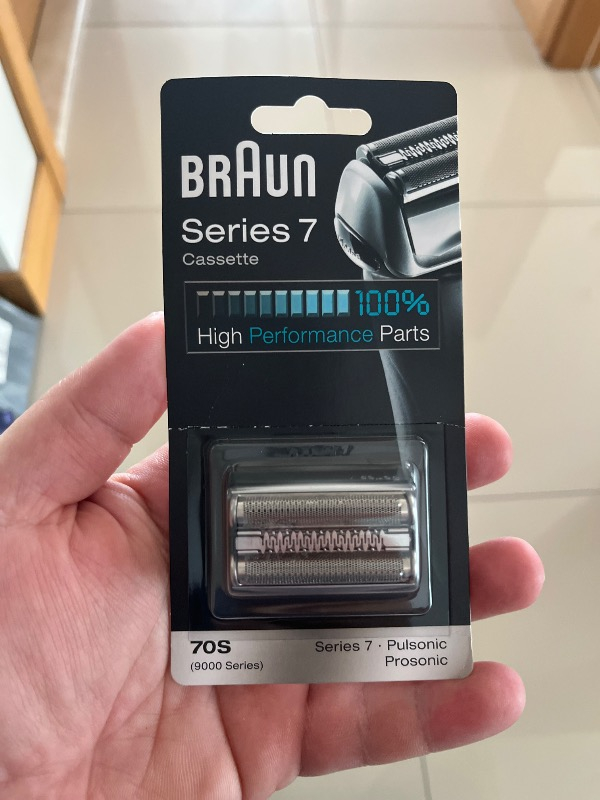 BRAUN
Series 7
Cassette
100%
High Performance Parts
70S
(9000 Series)
Series 7 · Pulsonic
Prosonic